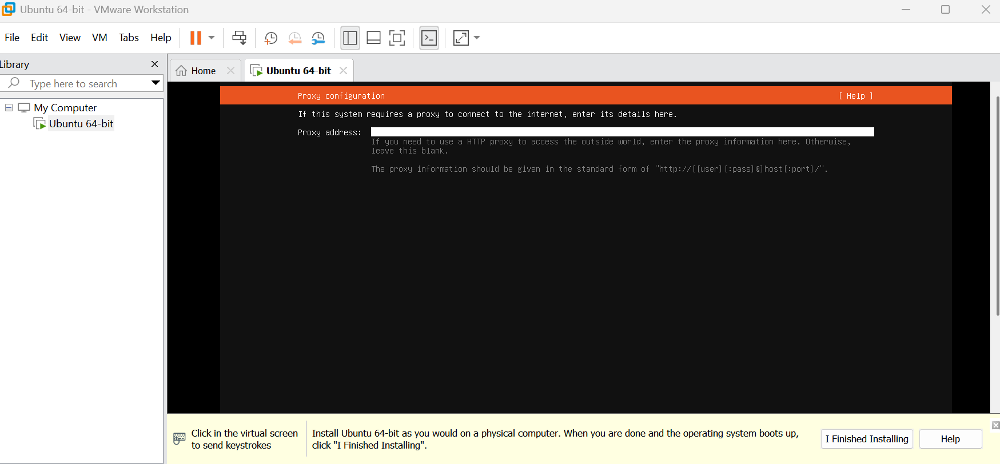 Ubuntu 64-bit - VMware Workstation
File Edit View VM Tabs Help
Library
Type here to search
My Computer
Ubuntu 64-bit
Home
Ubuntu 64-bit
Proxy configuration [ Help ]
If this system requires a proxy to connect to the internet, enter its details here.
Proxy address:
If you need to use a HTTP proxy to access the outside world, enter the proxy information here. Otherwise,
leave this blank.
The proxy information should be given in the standard form of "http://[[user][:pass]@]host[:port]/".
Click in the virtual screen
to send keystrokes
Install Ubuntu 64-bit as you would on a physical computer. When you are done and the operating system boots up,
click "I Finished Installing".
I Finished Installing
Help